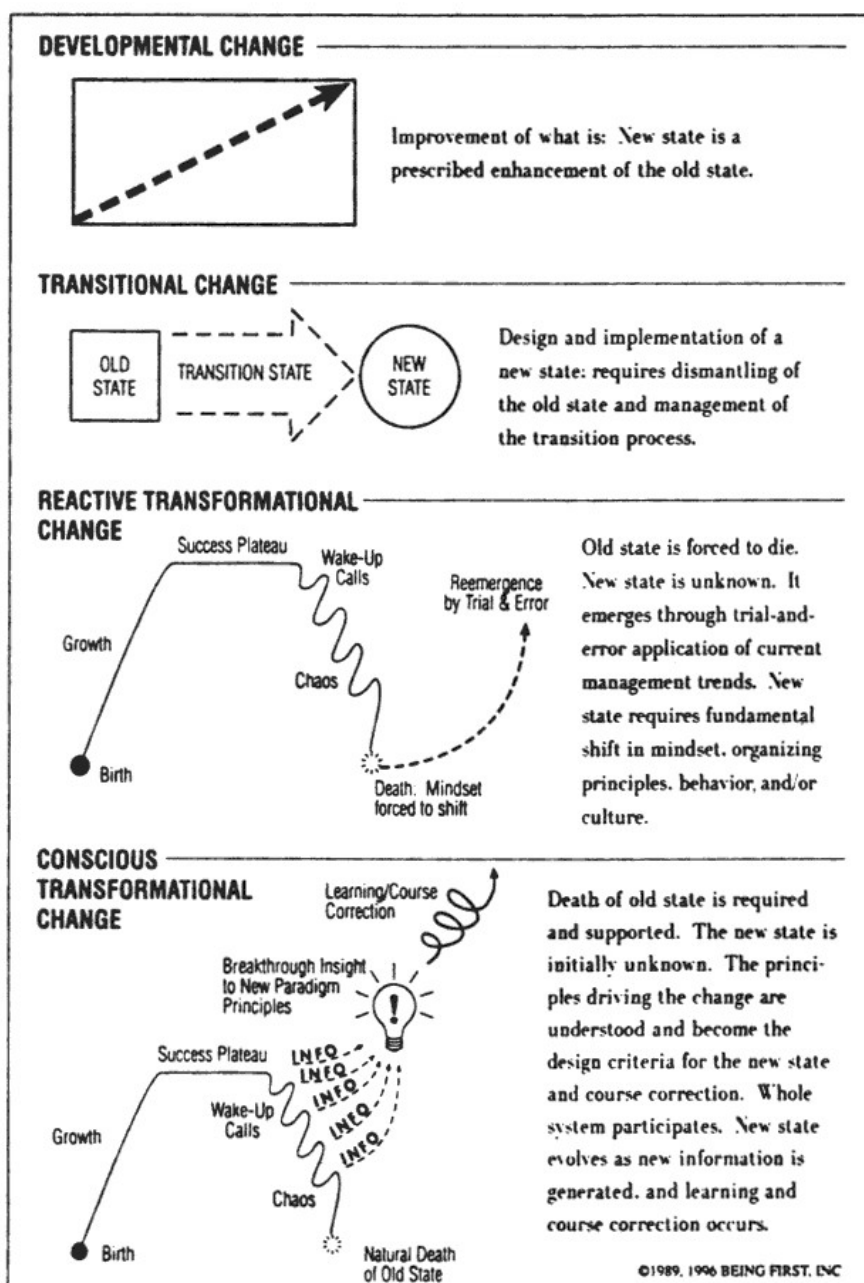 DEVELOPMENTAL CHANGE
Improvement of what is: New state is a
prescribed enhancement of the old state.
TRANSITIONAL CHANGE
OLD
STATE
TRANSITION STATE
NEW
STATE
Design and implementation of a
new state: requires dismantling of
the old state and management of
the transition process.
REACTIVE TRANSFORMATIONAL
CHANGE
Success Plateau
Wake-Up
Calls
Reemergence
by Trial & Error
Growth
Chaos
Birth
Death: Mindset
forced to shift
Old state is forced to die.
New state is unknown. It
emerges through trial-and-
error application of current
management trends. New
state requires fundamental
shift in mindset, organizing
principles, behavior, and/or
culture.
CONSCIOUS
TRANSFORMATIONAL
CHANGE
Learning/Course
Correction
Breakthrough Insight
to New Paradigm
Principles
!
Success Plateau
INFO
INFO
INFO
INFO
INFO
Wake-Up
Calls
Growth
Chaos
Birth
Natural Death
of Old State
Death of old state is required
and supported. The new state is
initially unknown. The princi-
ples driving the change are
understood and become the
design criteria for the new state
and course correction. Whole
system participates. New state
evolves as new information is
generated, and learning and
course correction occurs.
©1989, 1996 BEING FIRST, INC